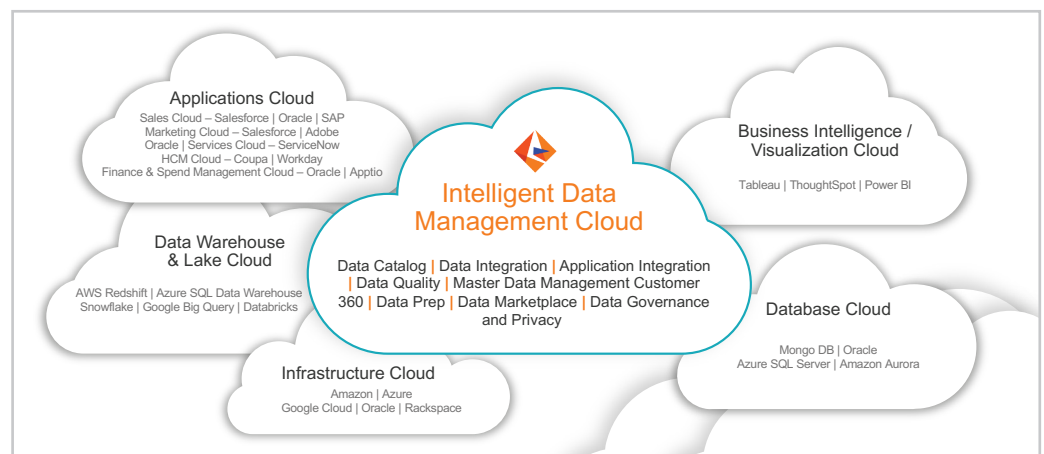 Applications Cloud
Sales Cloud – Salesforce | Oracle | SAP
Marketing Cloud – Salesforce | Adobe
Oracle | Services Cloud – ServiceNow
HCM Cloud – Coupa | Workday
Finance & Spend Management Cloud – Oracle | Apptio
Data Warehouse
& Lake Cloud
AWS Redshift | Azure SQL Data Warehouse
Snowflake | Google Big Query | Databricks
Infrastructure Cloud
Amazon | Azure
Google Cloud | Oracle | Rackspace
Intelligent Data
Management Cloud
Data Catalog | Data Integration | Application Integration
| Data Quality | Master Data Management Customer
360 | Data Prep | Data Marketplace | Data Governance
and Privacy
Business Intelligence /
Visualization Cloud
Tableau | ThoughtSpot | Power BI
Database Cloud
Mongo DB | Oracle
Azure SQL Server | Amazon Aurora